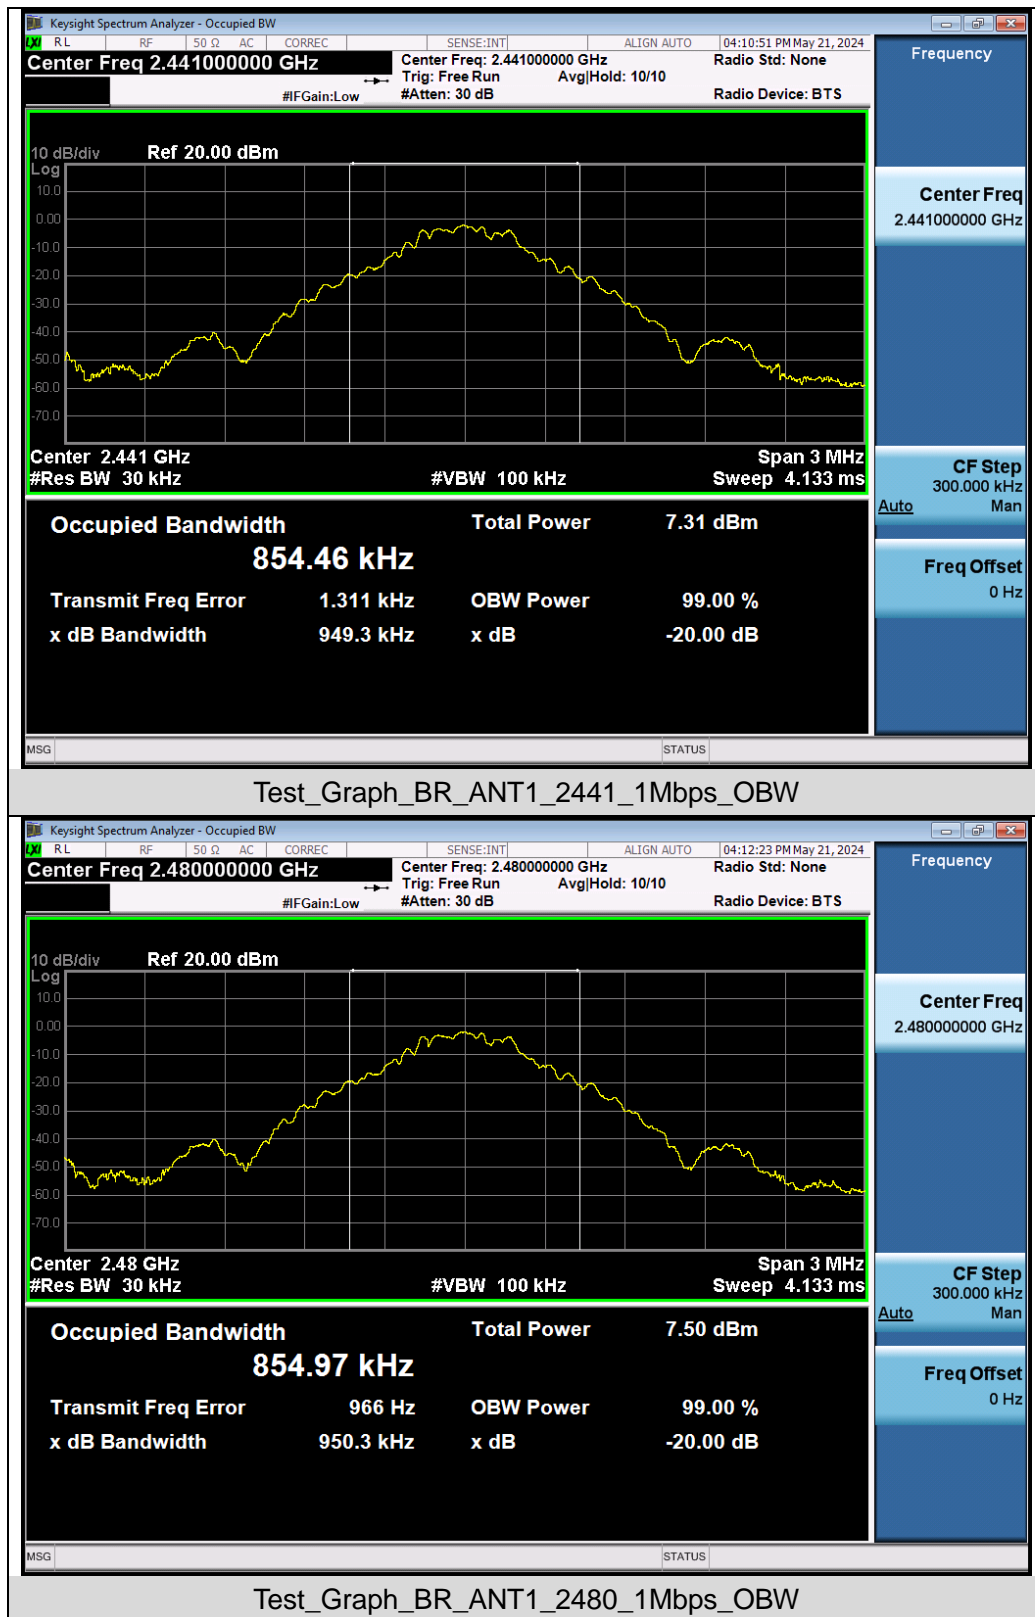 Keysight Spectrum Analyzer - Occupied BW
LXI RL RF 50 Ω AC CORREC SENSE:INT ALIGN AUTO 04:10:51 PM May 21, 2024
Center Freq 2.441000000 GHz
Center Freq: 2.441000000 GHz
Radio Std: None
Trig: Free Run Avg|Hold: 10/10
#IFGain:Low
#Atten: 30 dB
Radio Device: BTS
10 dB/div Ref 20.00 dBm
Log
10.0
0.00
-10.0
-20.0
-30.0
-40.0
-50.0
-60.0
-70.0
Center 2.441 GHz Span 3 MHz
#Res BW 30 kHz #VBW 100 kHz Sweep 4.133 ms
Occupied Bandwidth Total Power 7.31 dBm
854.46 kHz
Transmit Freq Error 1.311 kHz OBW Power 99.00 %
x dB Bandwidth 949.3 kHz x dB -20.00 dB
MSG STATUS
Frequency
Center Freq
2.441000000 GHz
CF Step
300.000 kHz
Auto Man
Freq Offset
0 Hz
Test_Graph_BR_ANT1_2441_1Mbps_OBW
Keysight Spectrum Analyzer - Occupied BW
LXI RL RF 50 Ω AC CORREC SENSE:INT ALIGN AUTO 04:12:23 PM May 21, 2024
Center Freq 2.480000000 GHz
Center Freq: 2.480000000 GHz
Radio Std: None
Trig: Free Run Avg|Hold: 10/10
#IFGain:Low
#Atten: 30 dB
Radio Device: BTS
10 dB/div Ref 20.00 dBm
Log
10.0
0.00
-10.0
-20.0
-30.0
-40.0
-50.0
-60.0
-70.0
Center 2.48 GHz Span 3 MHz
#Res BW 30 kHz #VBW 100 kHz Sweep 4.133 ms
Occupied Bandwidth Total Power 7.50 dBm
854.97 kHz
Transmit Freq Error 966 Hz OBW Power 99.00 %
x dB Bandwidth 950.3 kHz x dB -20.00 dB
MSG STATUS
Frequency
Center Freq
2.480000000 GHz
CF Step
300.000 kHz
Auto Man
Freq Offset
0 Hz
Test_Graph_BR_ANT1_2480_1Mbps_OBW